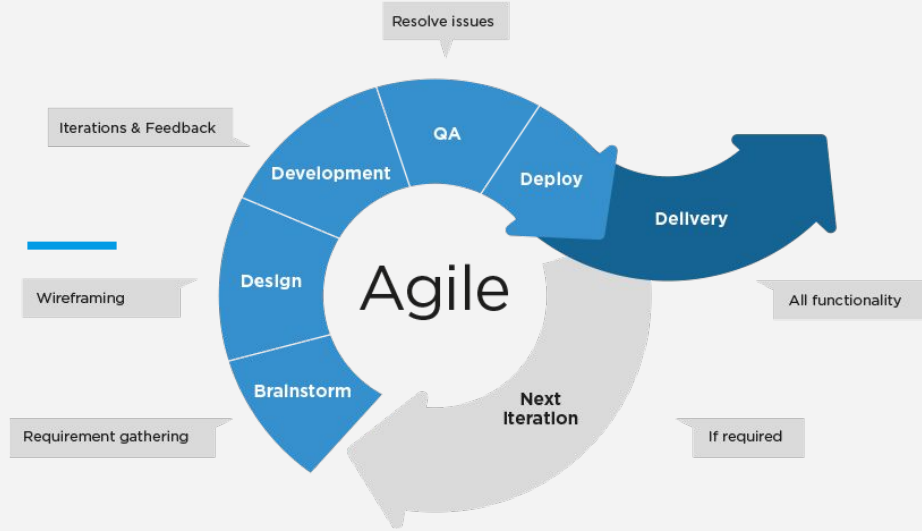 Resolve issues
Iterations & Feedback
QA
Development
Deploy
Delivery
Design
Agile
Wireframing
All functionality
Brainstorm
Next
Iteration
Requirement gathering
If required